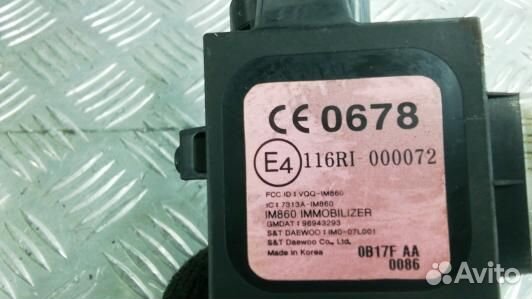 CE 0678
E4 116RI-000072
FCC ID : VQQ-IM860
IC : 7313A-IM860
IM860 IMMOBILIZER
GMDAT : 96943293
S&T DAEWOO : IM0-07L001
S&T Daewoo Co., Ltd.
Made in Korea
0B17F AA
0086
Avito